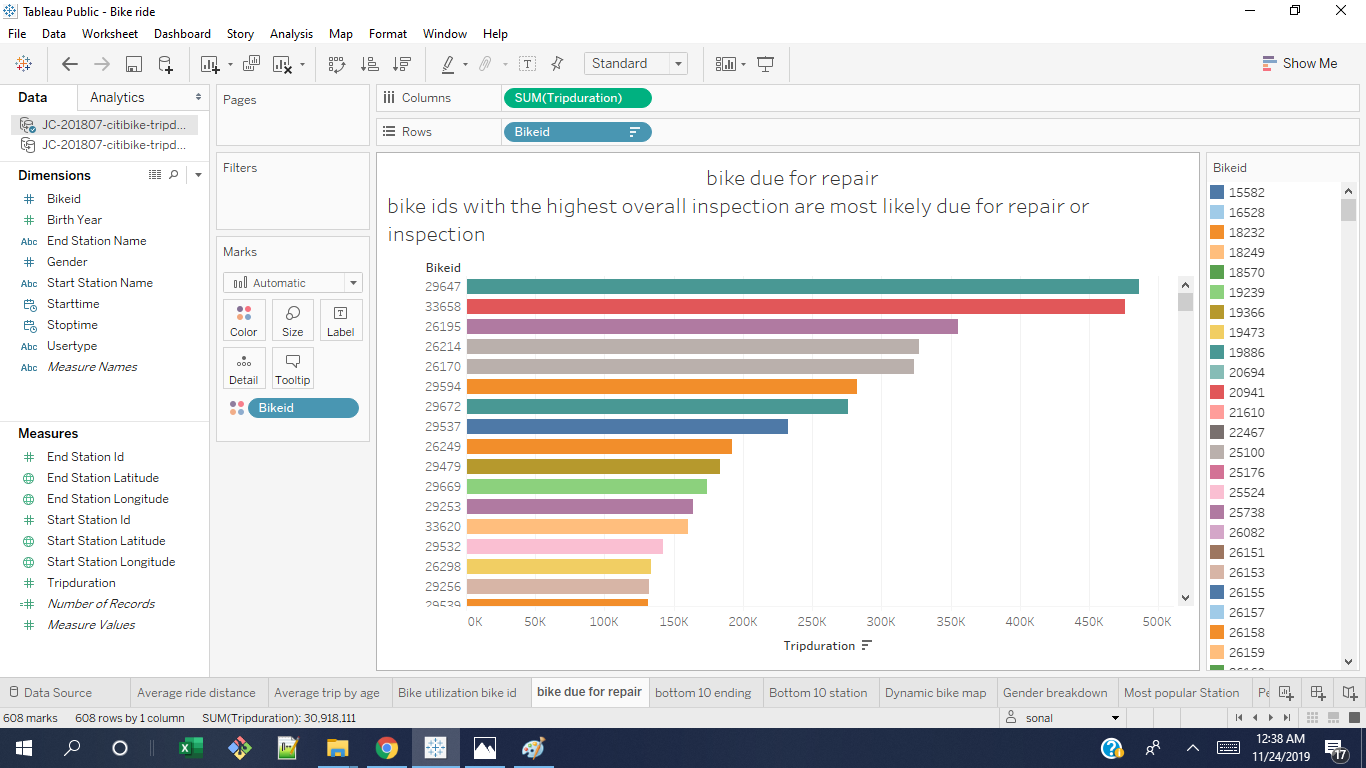 Tableau Public - Bike ride
File Data Worksheet Dashboard Story Analysis Map Format Window Help
Standard
Show Me
Data Analytics
JC-201807-citibike-tripd...
JC-201807-citibike-tripd...
Dimensions
Bikeid
Birth Year
Abc End Station Name
Gender
Abc Start Station Name
Starttime
Stoptime
Abc Usertype
Abc Measure Names
Measures
End Station Id
End Station Latitude
End Station Longitude
Start Station Id
Start Station Latitude
Start Station Longitude
Tripduration
Number of Records
Measure Values
Pages
Filters
Marks
Automatic
Color Size Label
Detail Tooltip
Bikeid
Columns SUM(Tripduration)
Rows Bikeid
bike due for repair
bike ids with the highest overall inspection are most likely due for repair or
inspection
Bikeid
29647
33658
26195
26214
26170
29594
29672
29537
26249
29479
29669
29253
33620
29532
26298
29256
29539
0K 50K 100K 150K 200K 250K 300K 350K 400K 450K 500K
Tripduration
Bikeid
15582
16528
18232
18249
18570
19239
19366
19473
19886
20694
20941
21610
22467
25100
25176
25524
25738
26082
26151
26153
26155
26157
26158
26159
Data Source Average ride distance Average trip by age Bike utilization bike id bike due for repair bottom 10 ending Bottom 10 station Dynamic bike map Gender breakdown Most popular Station Pe
608 marks 608 rows by 1 column SUM(Tripduration): 30,918,111
sonal
12:38 AM
11/24/2019
17